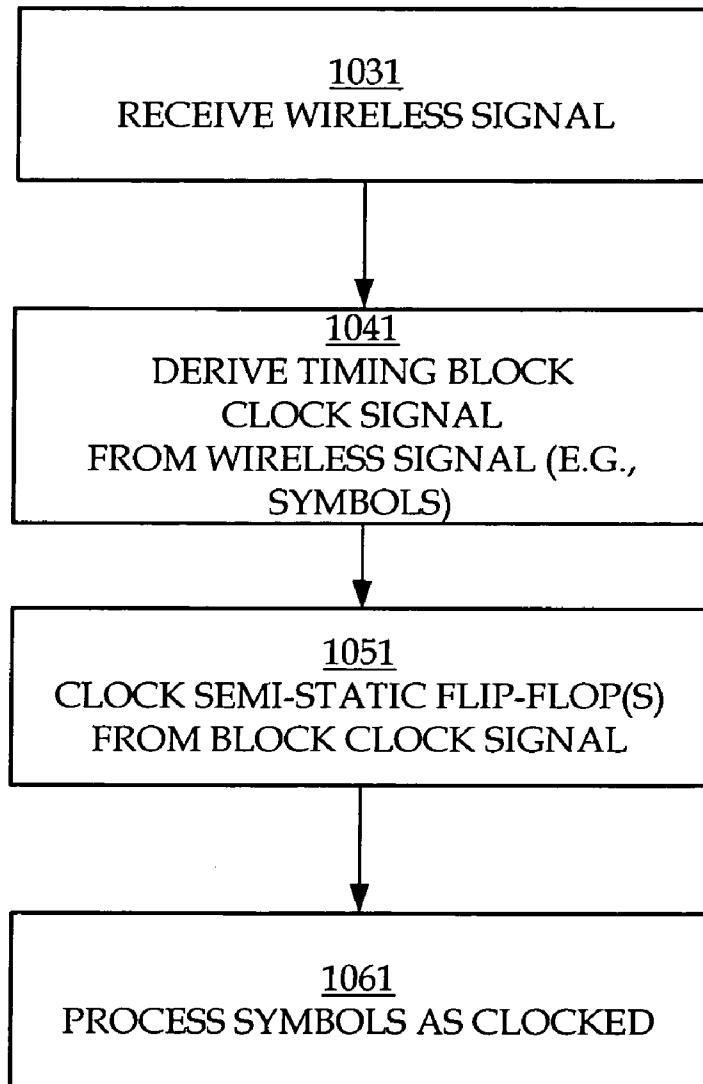 1031
RECEIVE WIRELESS SIGNAL
1041
DERIVE TIMING BLOCK
CLOCK SIGNAL
FROM WIRELESS SIGNAL (E.G.,
SYMBOLS)
1051
CLOCK SEMI-STATIC FLIP-FLOP(S)
FROM BLOCK CLOCK SIGNAL
1061
PROCESS SYMBOLS AS CLOCKED